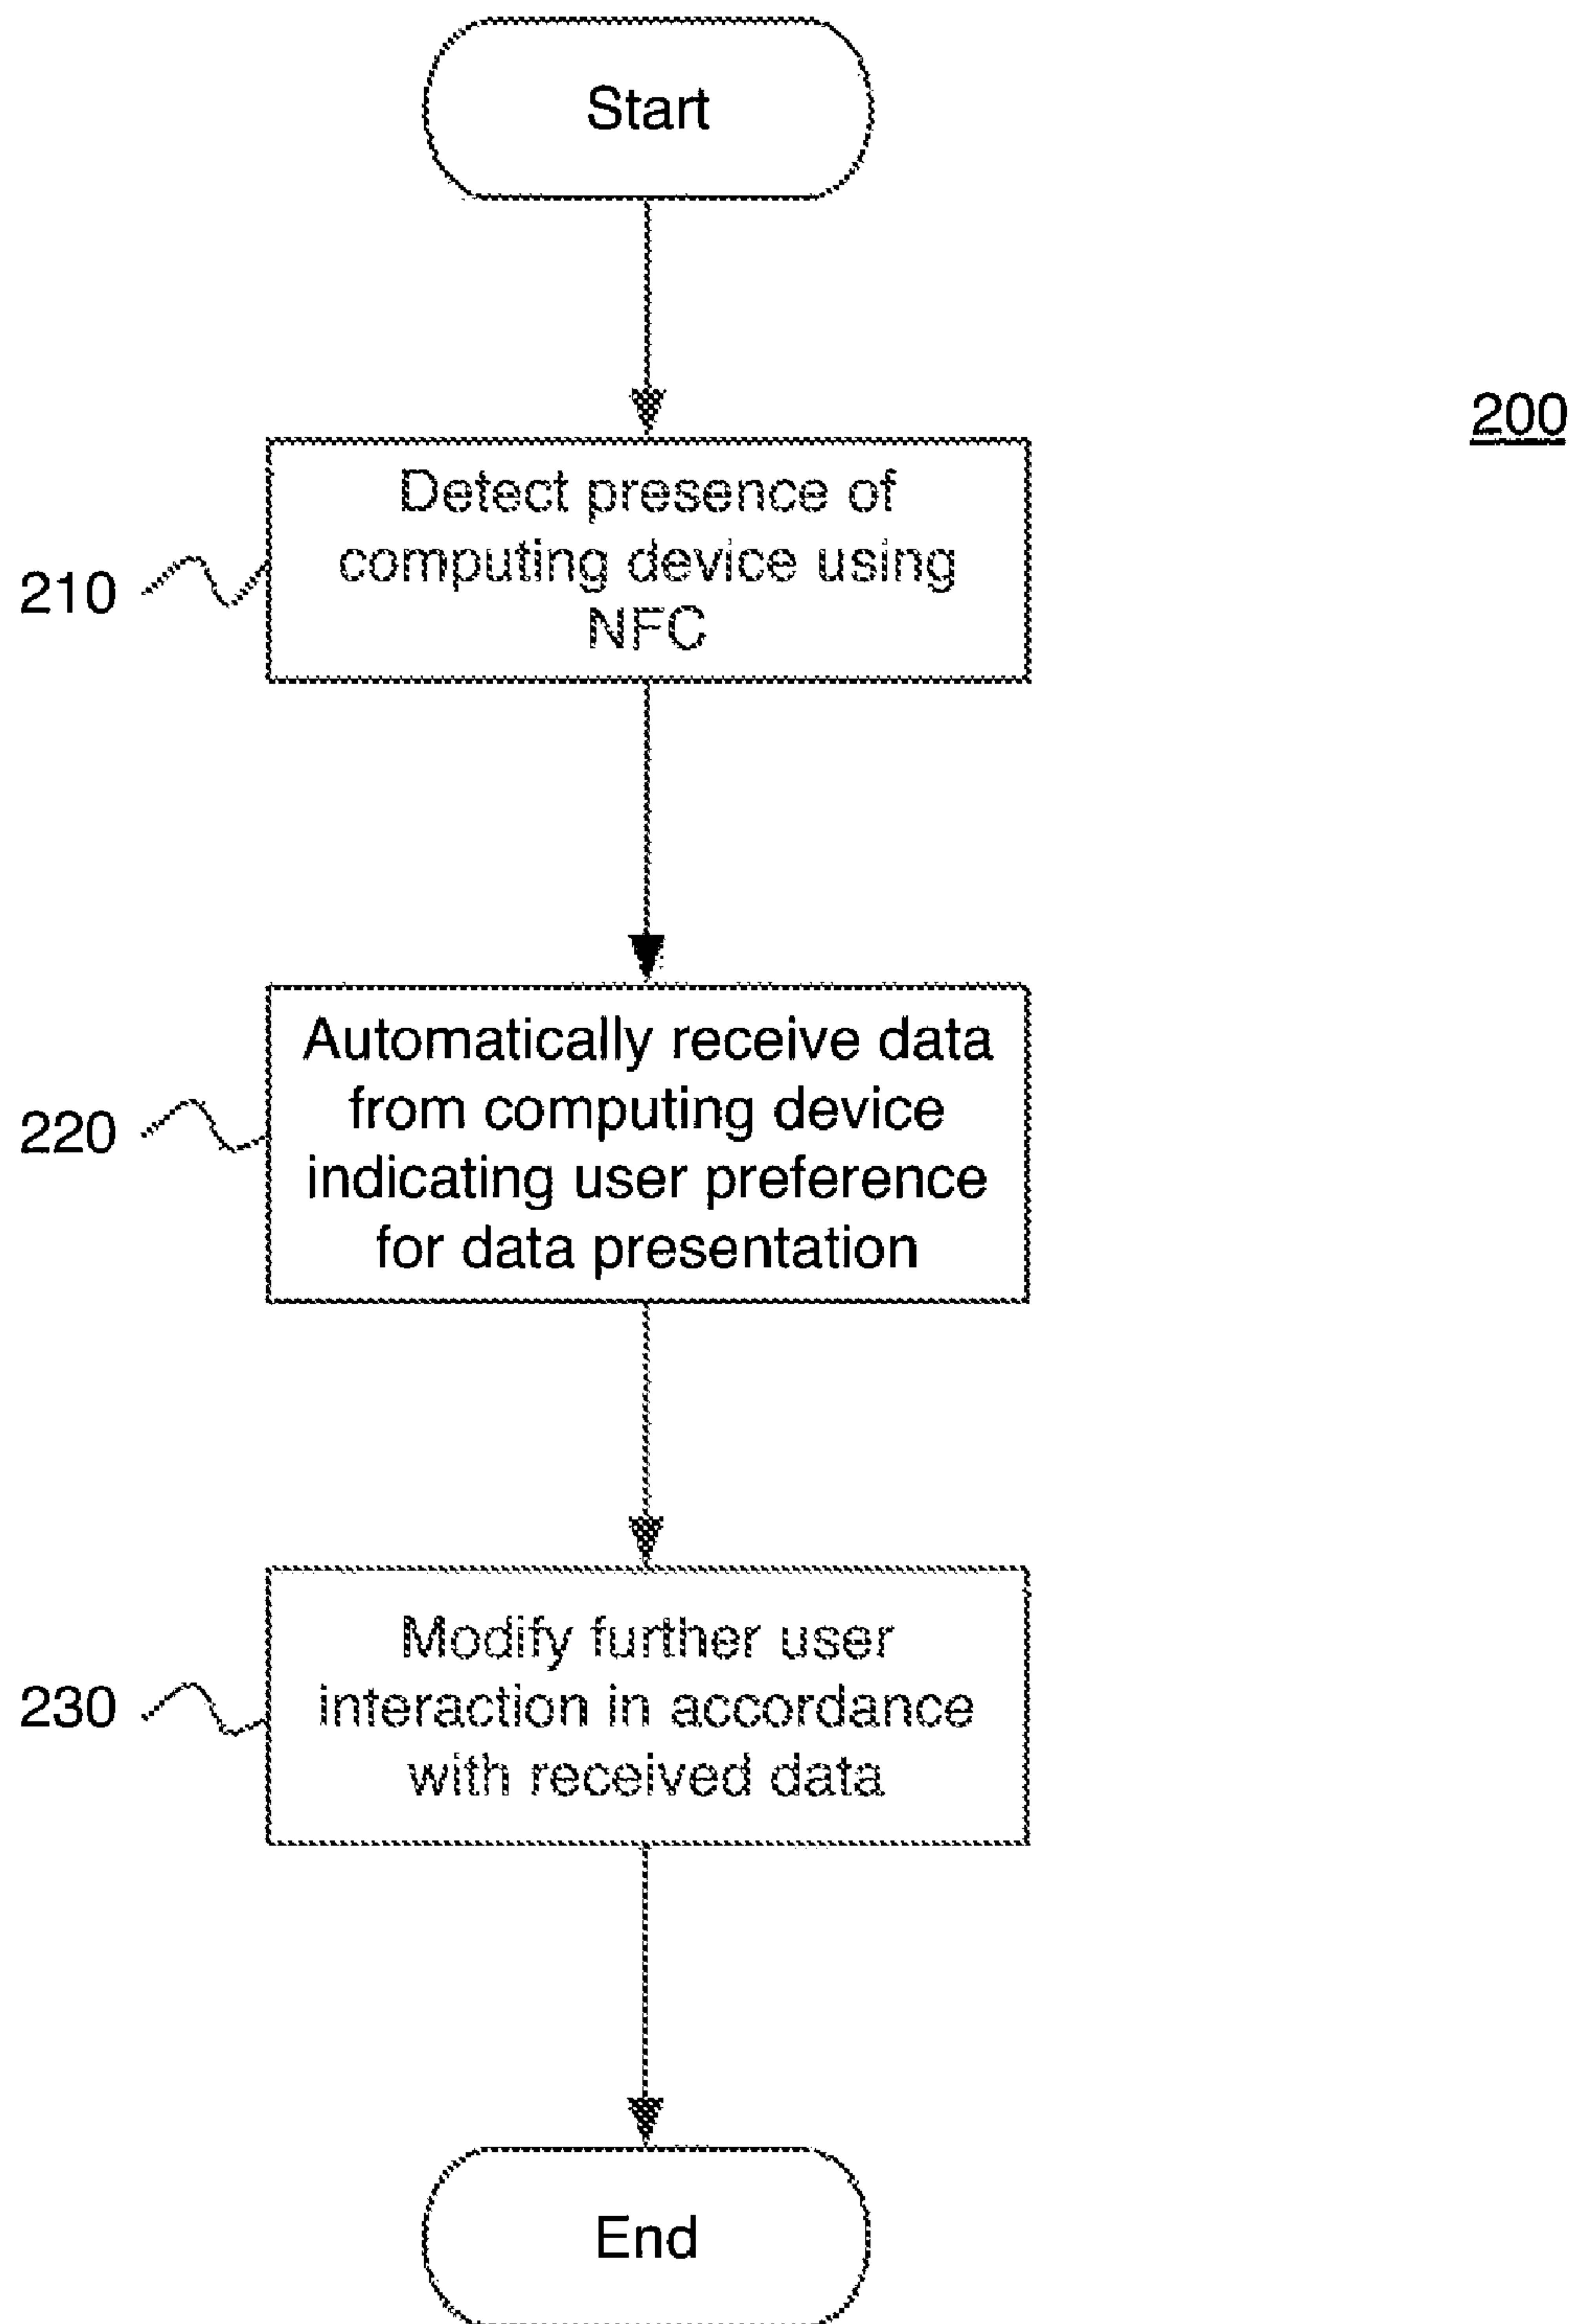 Start
200
Detect presence of
computing device using
NFC
210
Automatically receive data
from computing device
indicating user preference
for data presentation
220
Modify further user
interaction in accordance
with received data
230
End